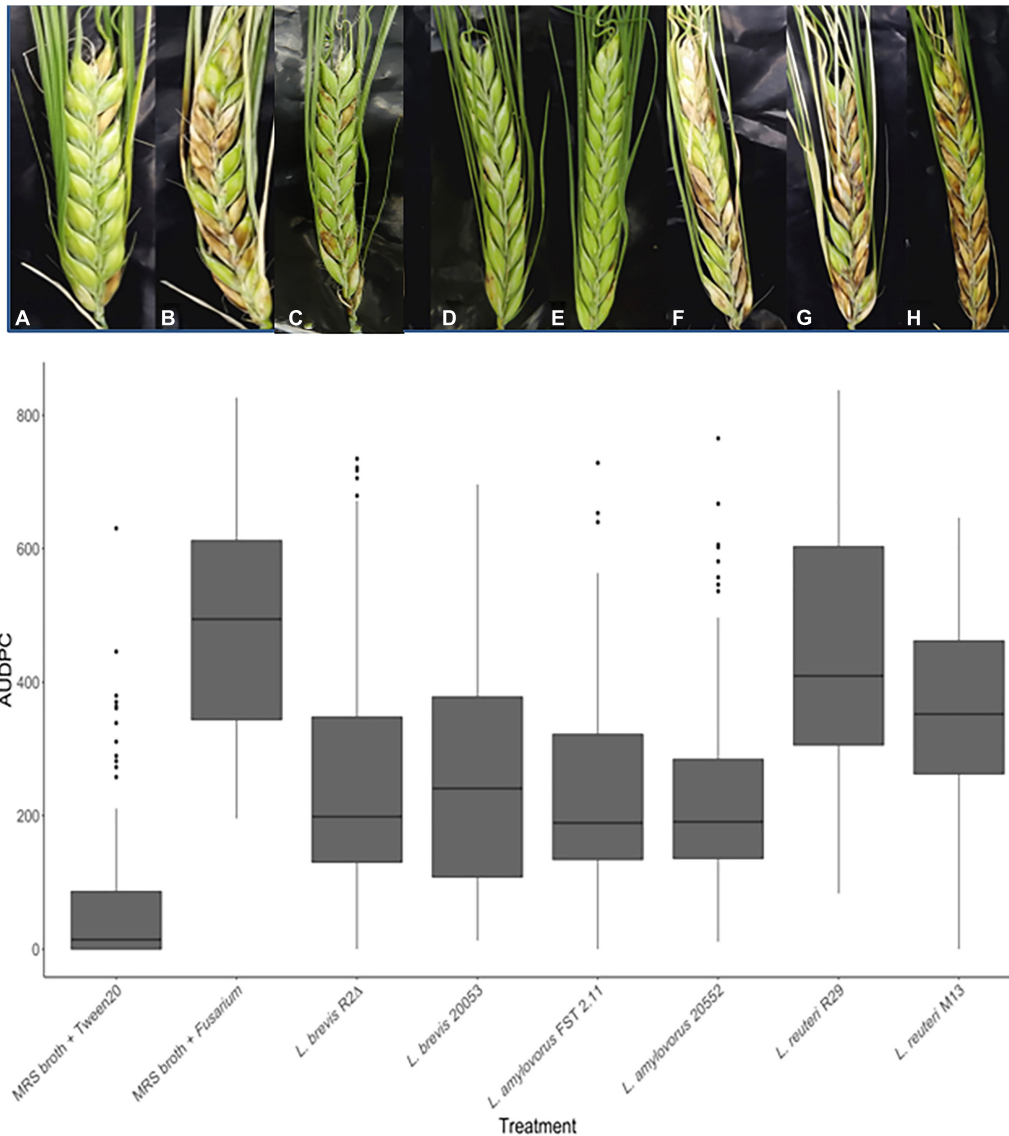 A B C D E F G H
800
600
400
200
0
AUDPC
MRS broth + Tween20
MRS broth + Fusarium
L. brevis R2Δ
L. brevis 20053
L. amylovorus FST 2.11
L. amylovorus 20552
L. reuteri R29
L. reuteri M13
Treatment